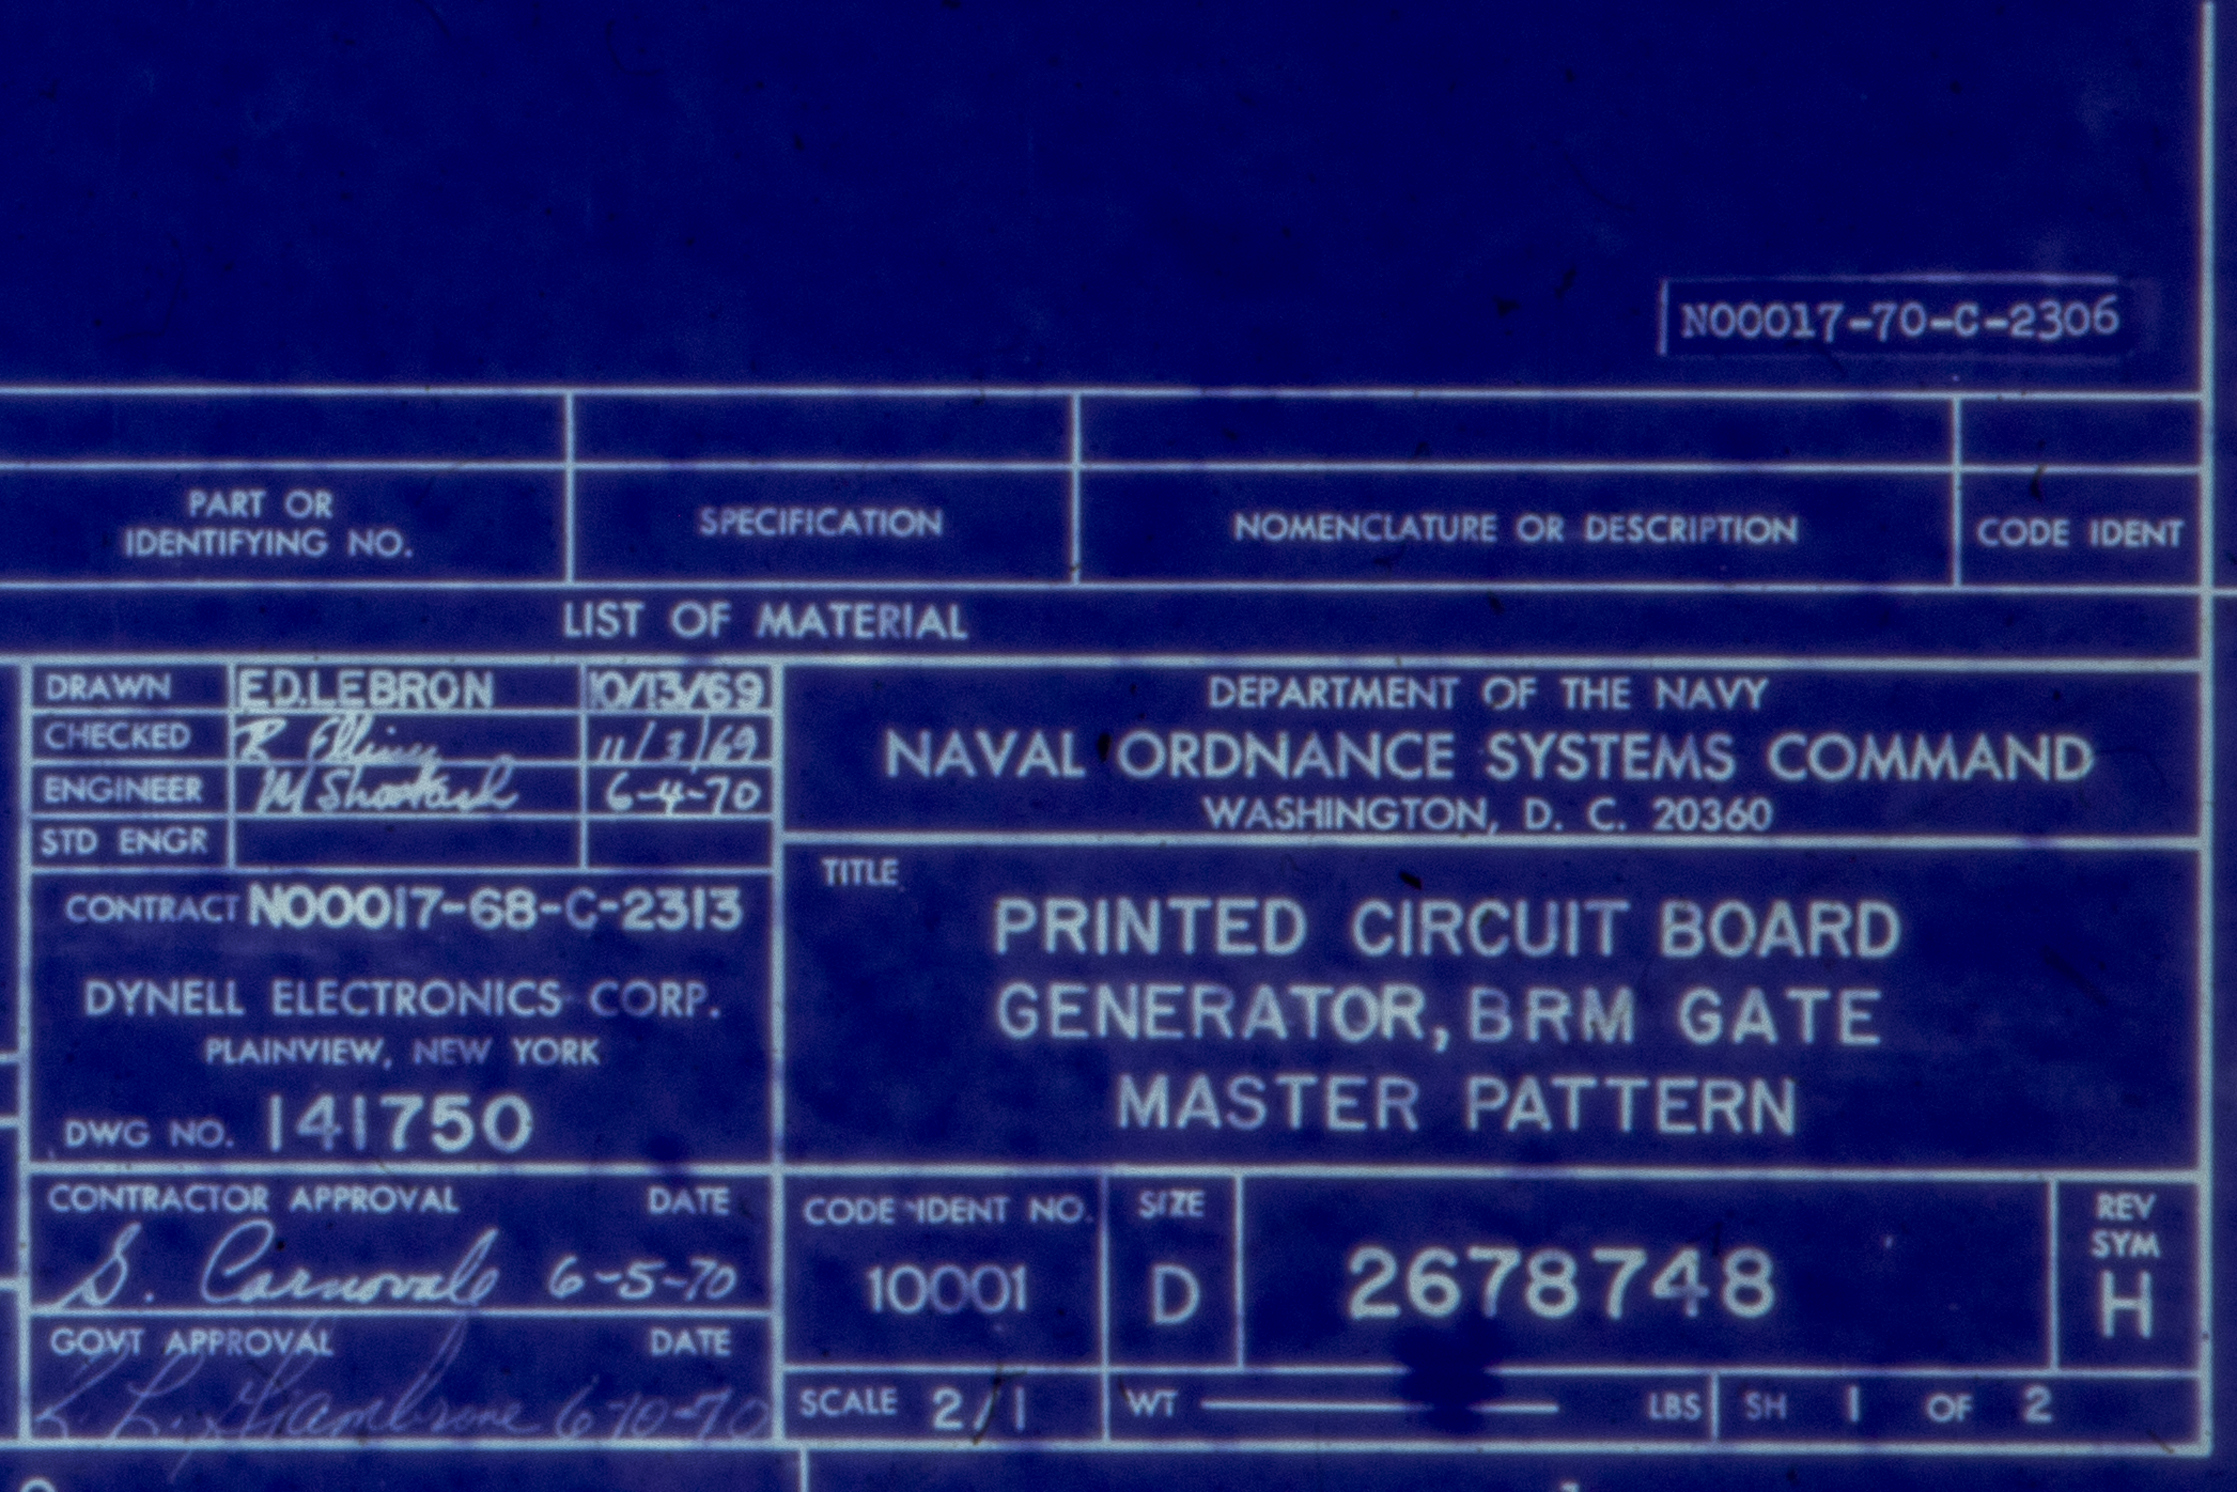 N00017-70-C-2306
PART OR
IDENTIFYING NO.
SPECIFICATION
NOMENCLATURE OR DESCRIPTION
CODE IDENT
LIST OF MATERIAL
DRAWN ED.LEBRON 10/13/69
CHECKED R 11/3/69
ENGINEER M 6-4-70
STD ENGR
CONTRACT N00017-68-C-2313
DYNELL ELECTRONICS CORP.
PLAINVIEW, NEW YORK
DWG NO. 141750
CONTRACTOR APPROVAL DATE
S. Carnovale 6-5-70
GOVT APPROVAL DATE
L. Giambrone 6-10-70
DEPARTMENT OF THE NAVY
NAVAL ORDNANCE SYSTEMS COMMAND
WASHINGTON, D. C. 20360
TITLE
PRINTED CIRCUIT BOARD
GENERATOR, BRM GATE
MASTER PATTERN
CODE IDENT NO.
10001
SIZE
D
2678748
REV
SYM
H
SCALE 2/1
WT LBS
SH 1 OF 2